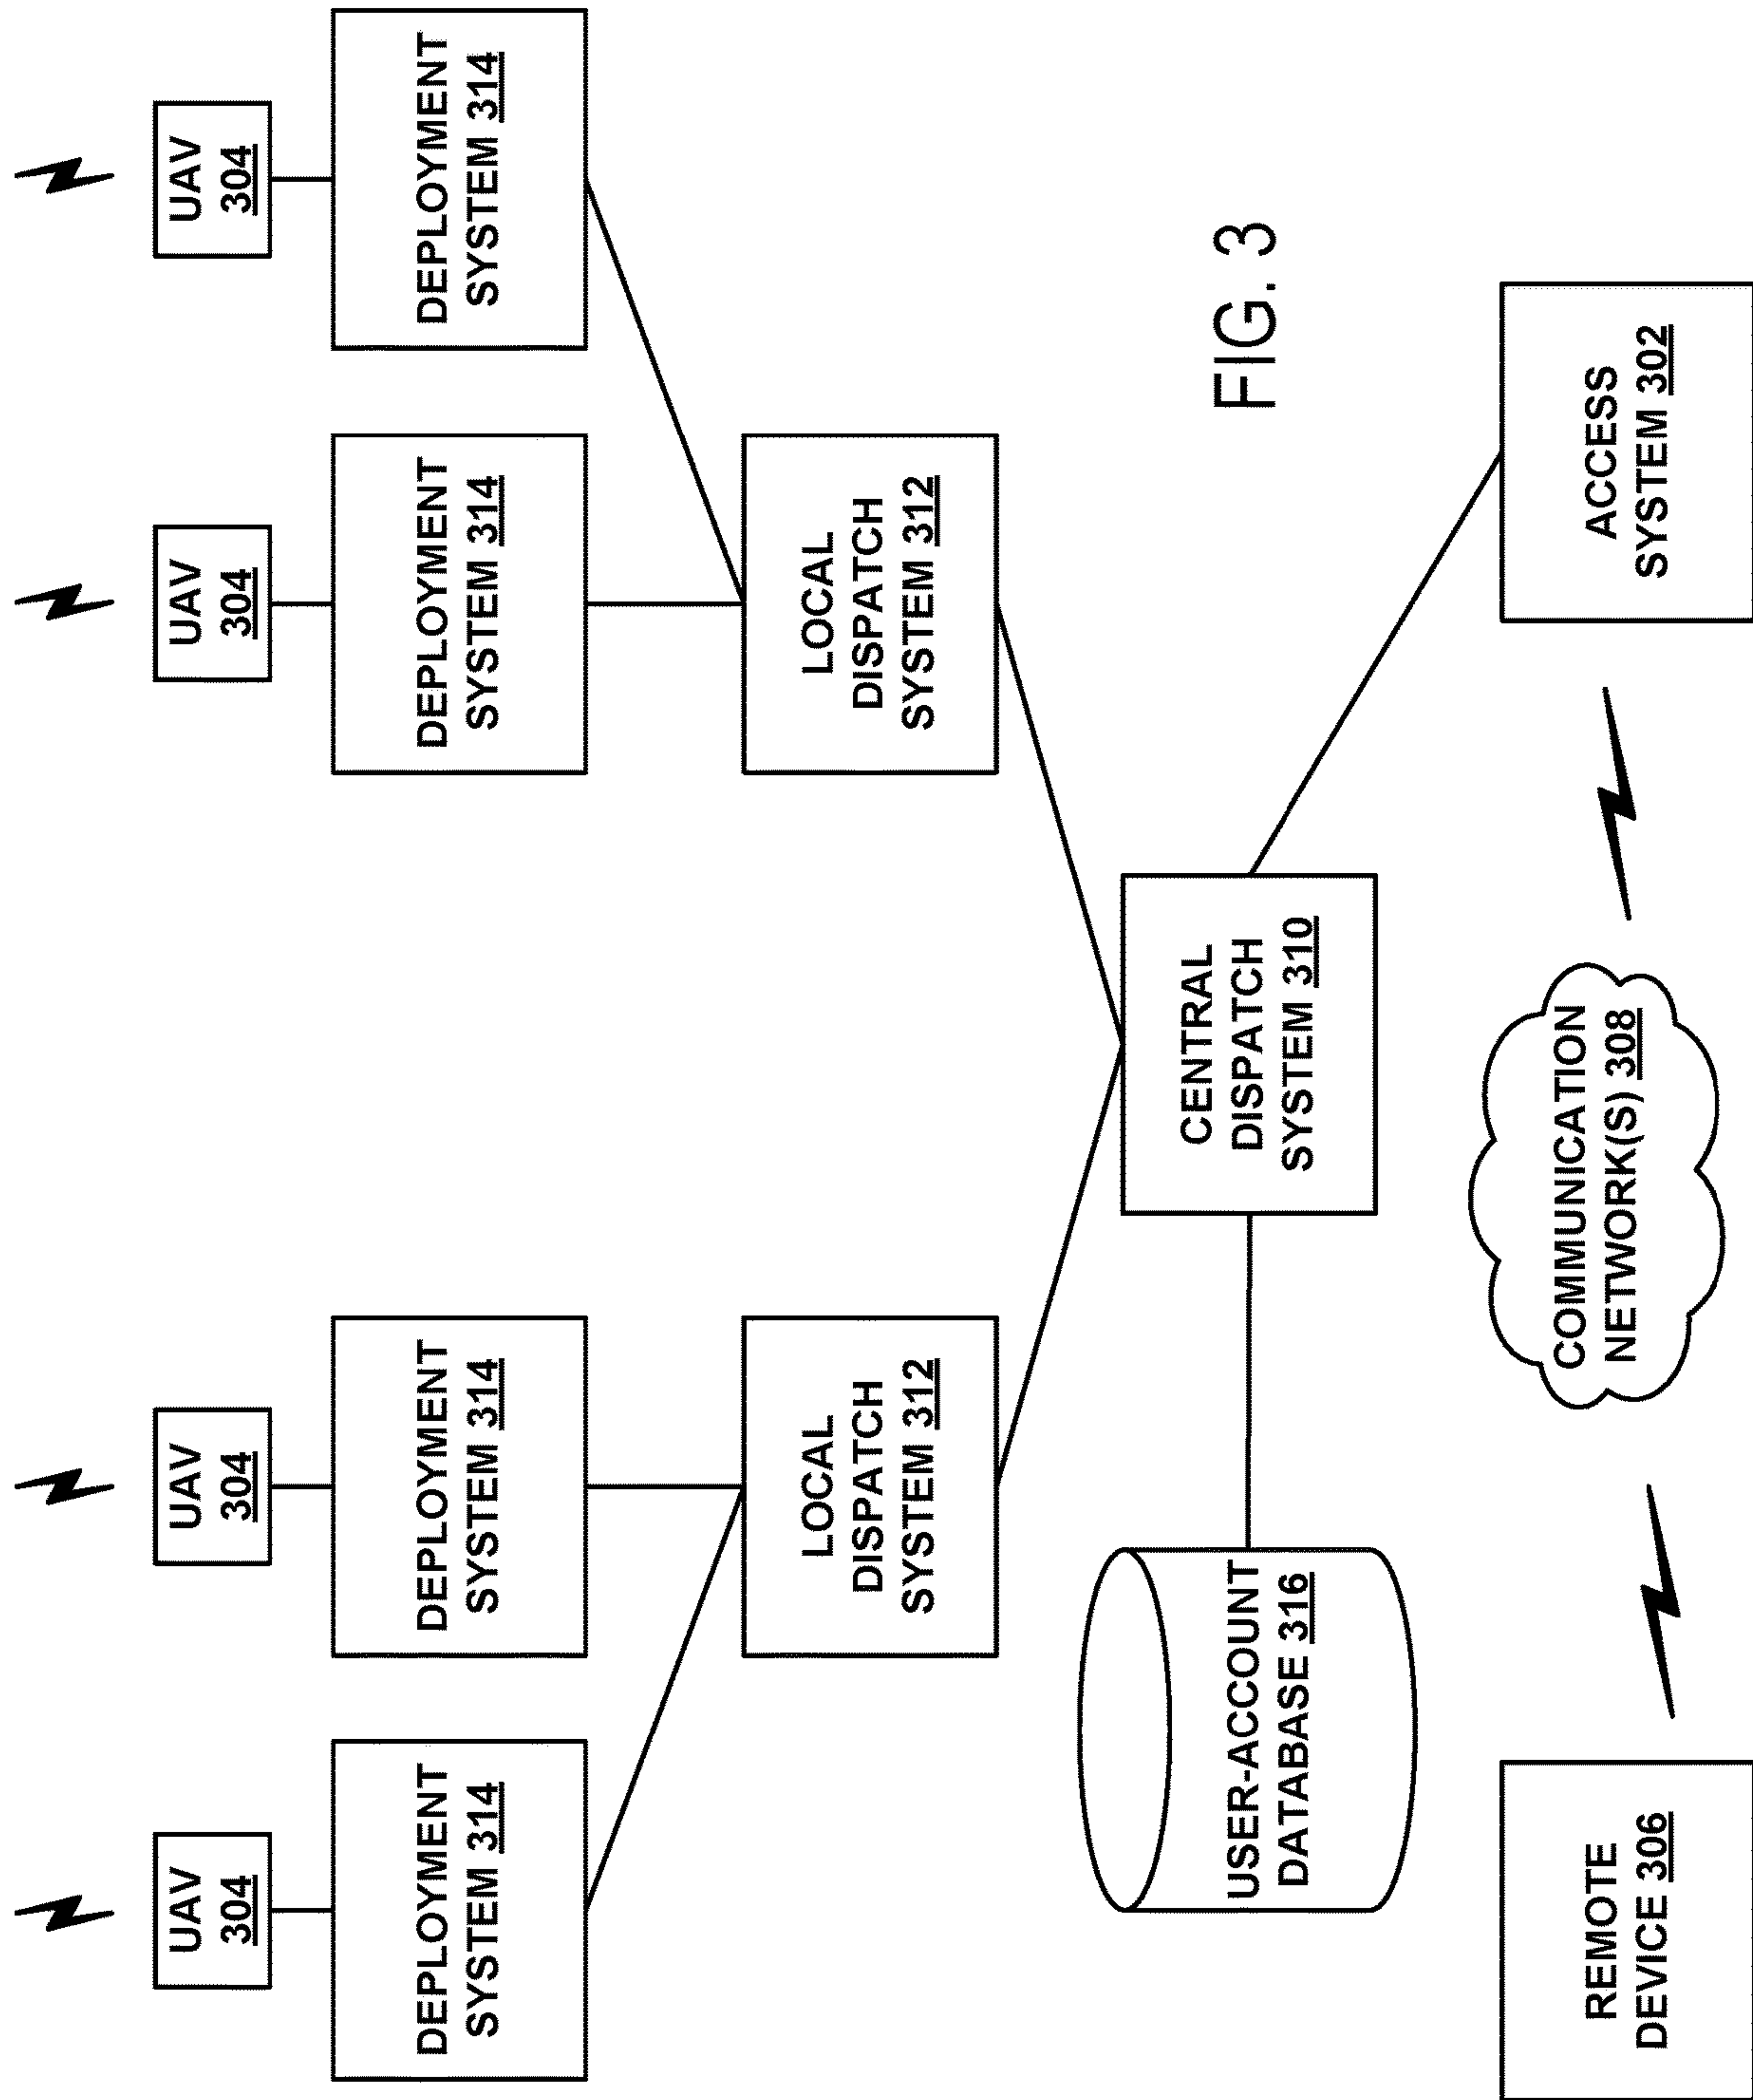 UAV
304
UAV
304
UAV
304
UAV
304
DEPLOYMENT
SYSTEM 314
DEPLOYMENT
SYSTEM 314
DEPLOYMENT
SYSTEM 314
DEPLOYMENT
SYSTEM 314
LOCAL
DISPATCH
SYSTEM 312
LOCAL
DISPATCH
SYSTEM 312
USER-ACCOUNT
DATABASE 316
CENTRAL
DISPATCH
SYSTEM 310
FIG. 3
REMOTE
DEVICE 306
COMMUNICATION
NETWORK(S) 308
ACCESS
SYSTEM 302